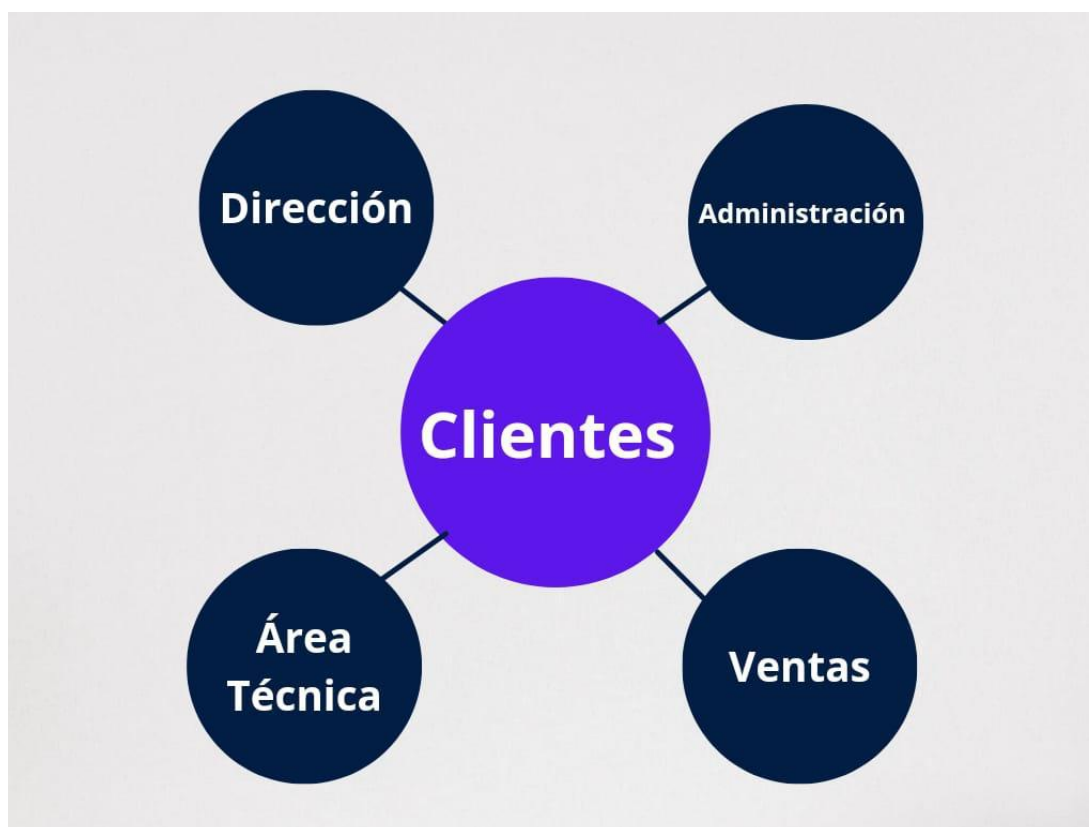 Dirección
Administración
Clientes
Área
Técnica
Ventas